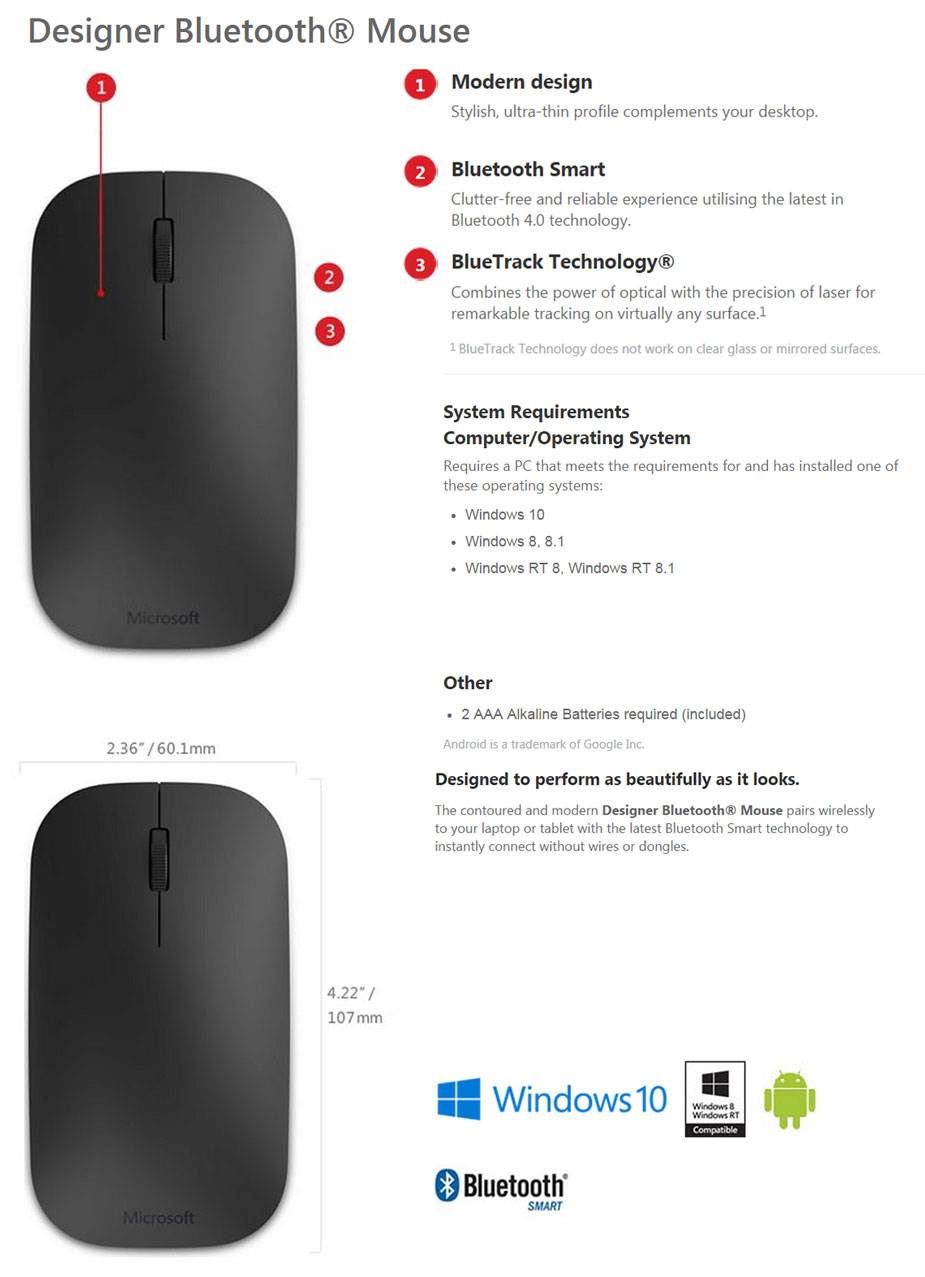 Designer Bluetooth® Mouse
1
1 Modern design
Stylish, ultra-thin profile complements your desktop.
2 Bluetooth Smart
Clutter-free and reliable experience utilising the latest in
Bluetooth 4.0 technology.
2
3
3 BlueTrack Technology®
Combines the power of optical with the precision of laser for
remarkable tracking on virtually any surface.1
1 BlueTrack Technology does not work on clear glass or mirrored surfaces.
System Requirements
Computer/Operating System
Requires a PC that meets the requirements for and has installed one of
these operating systems:
• Windows 10
• Windows 8, 8.1
• Windows RT 8, Windows RT 8.1
Microsoft
Other
• 2 AAA Alkaline Batteries required (included)
Android is a trademark of Google Inc.
2.36″ / 60.1mm
Designed to perform as beautifully as it looks.
The contoured and modern Designer Bluetooth® Mouse pairs wirelessly
to your laptop or tablet with the latest Bluetooth Smart technology to
instantly connect without wires or dongles.
4.22″ /
107mm
Microsoft
Windows 10
Windows 8
Windows RT
Compatible
Bluetooth®
SMART